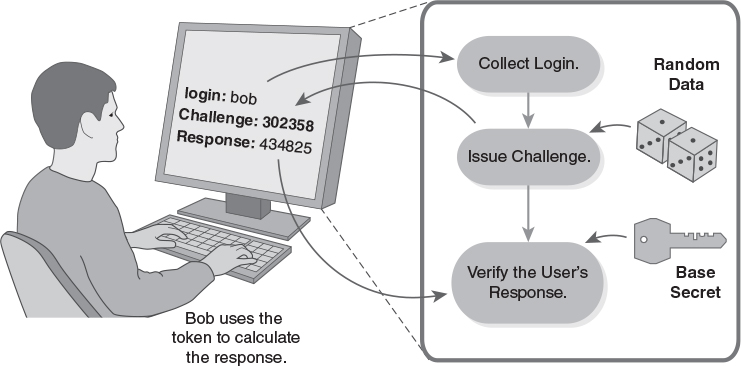 login: bob
Challenge: 302358
Response: 434825
Bob uses the
token to calculate
the response.
Collect Login.
Issue Challenge.
Verify the User's
Response.
Random
Data
Base
Secret